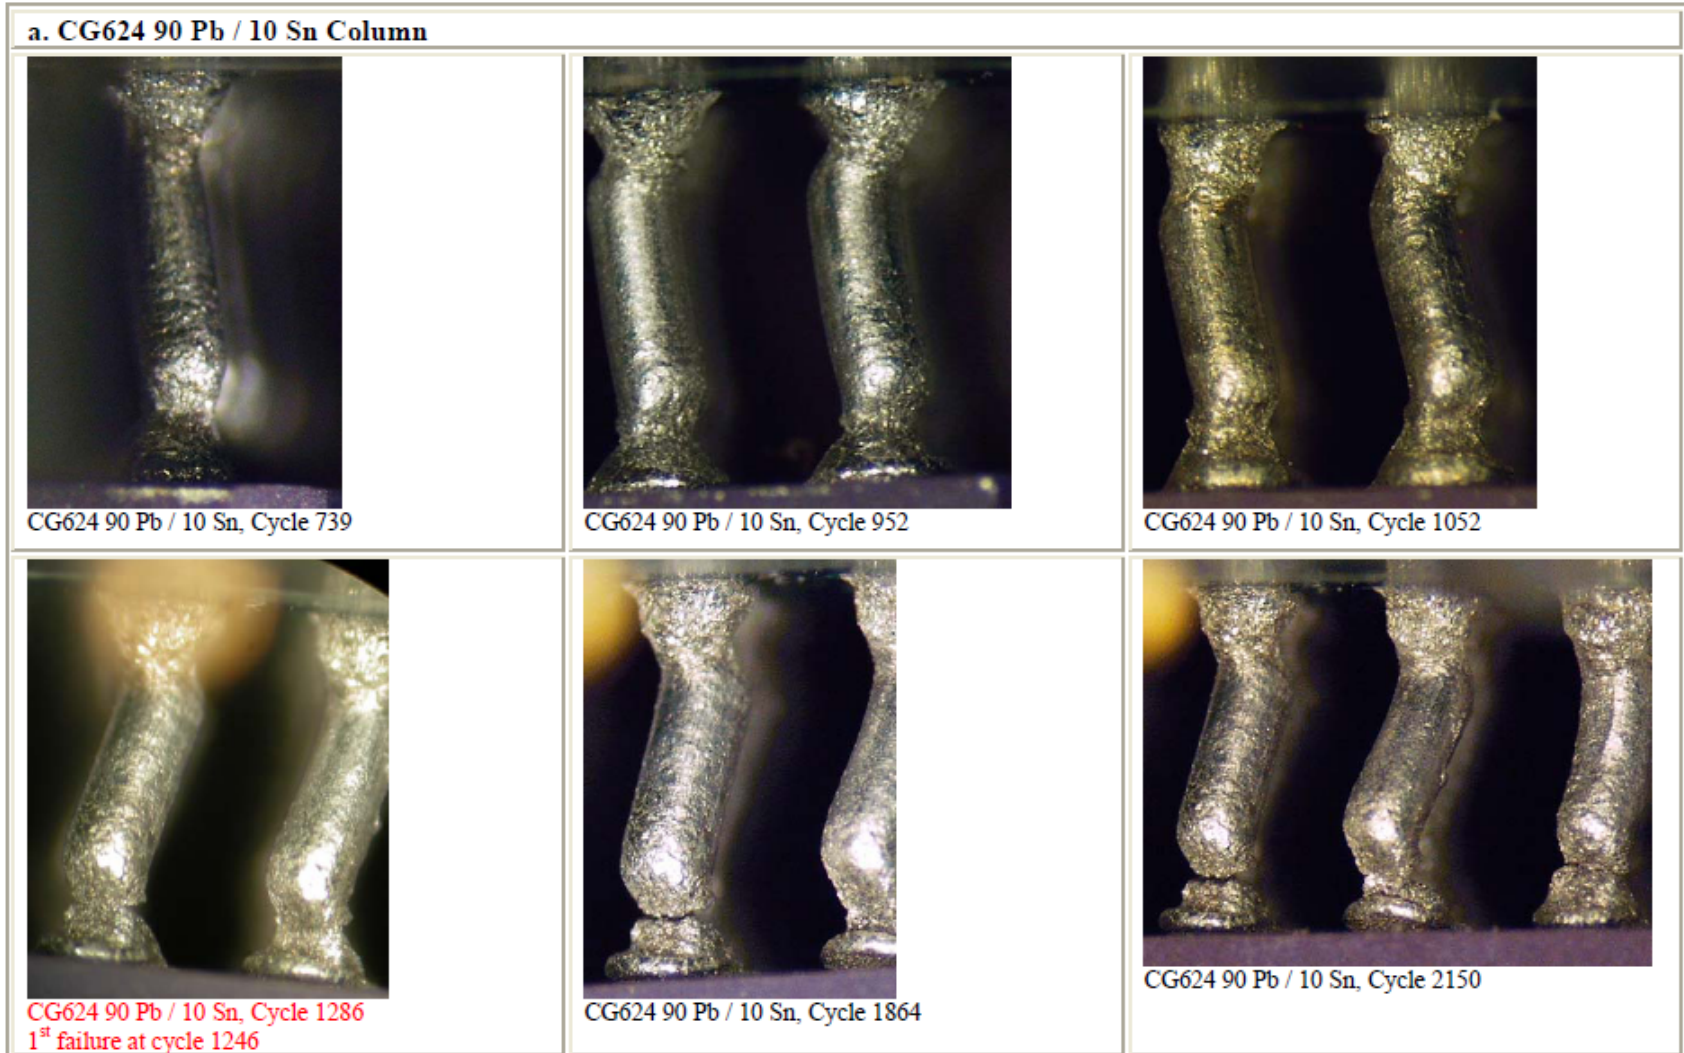 a. CG624 90 Pb / 10 Sn Column
CG624 90 Pb / 10 Sn, Cycle 739
CG624 90 Pb / 10 Sn, Cycle 952
CG624 90 Pb / 10 Sn, Cycle 1052
CG624 90 Pb / 10 Sn, Cycle 1286
1st failure at cycle 1246
CG624 90 Pb / 10 Sn, Cycle 1864
CG624 90 Pb / 10 Sn, Cycle 2150